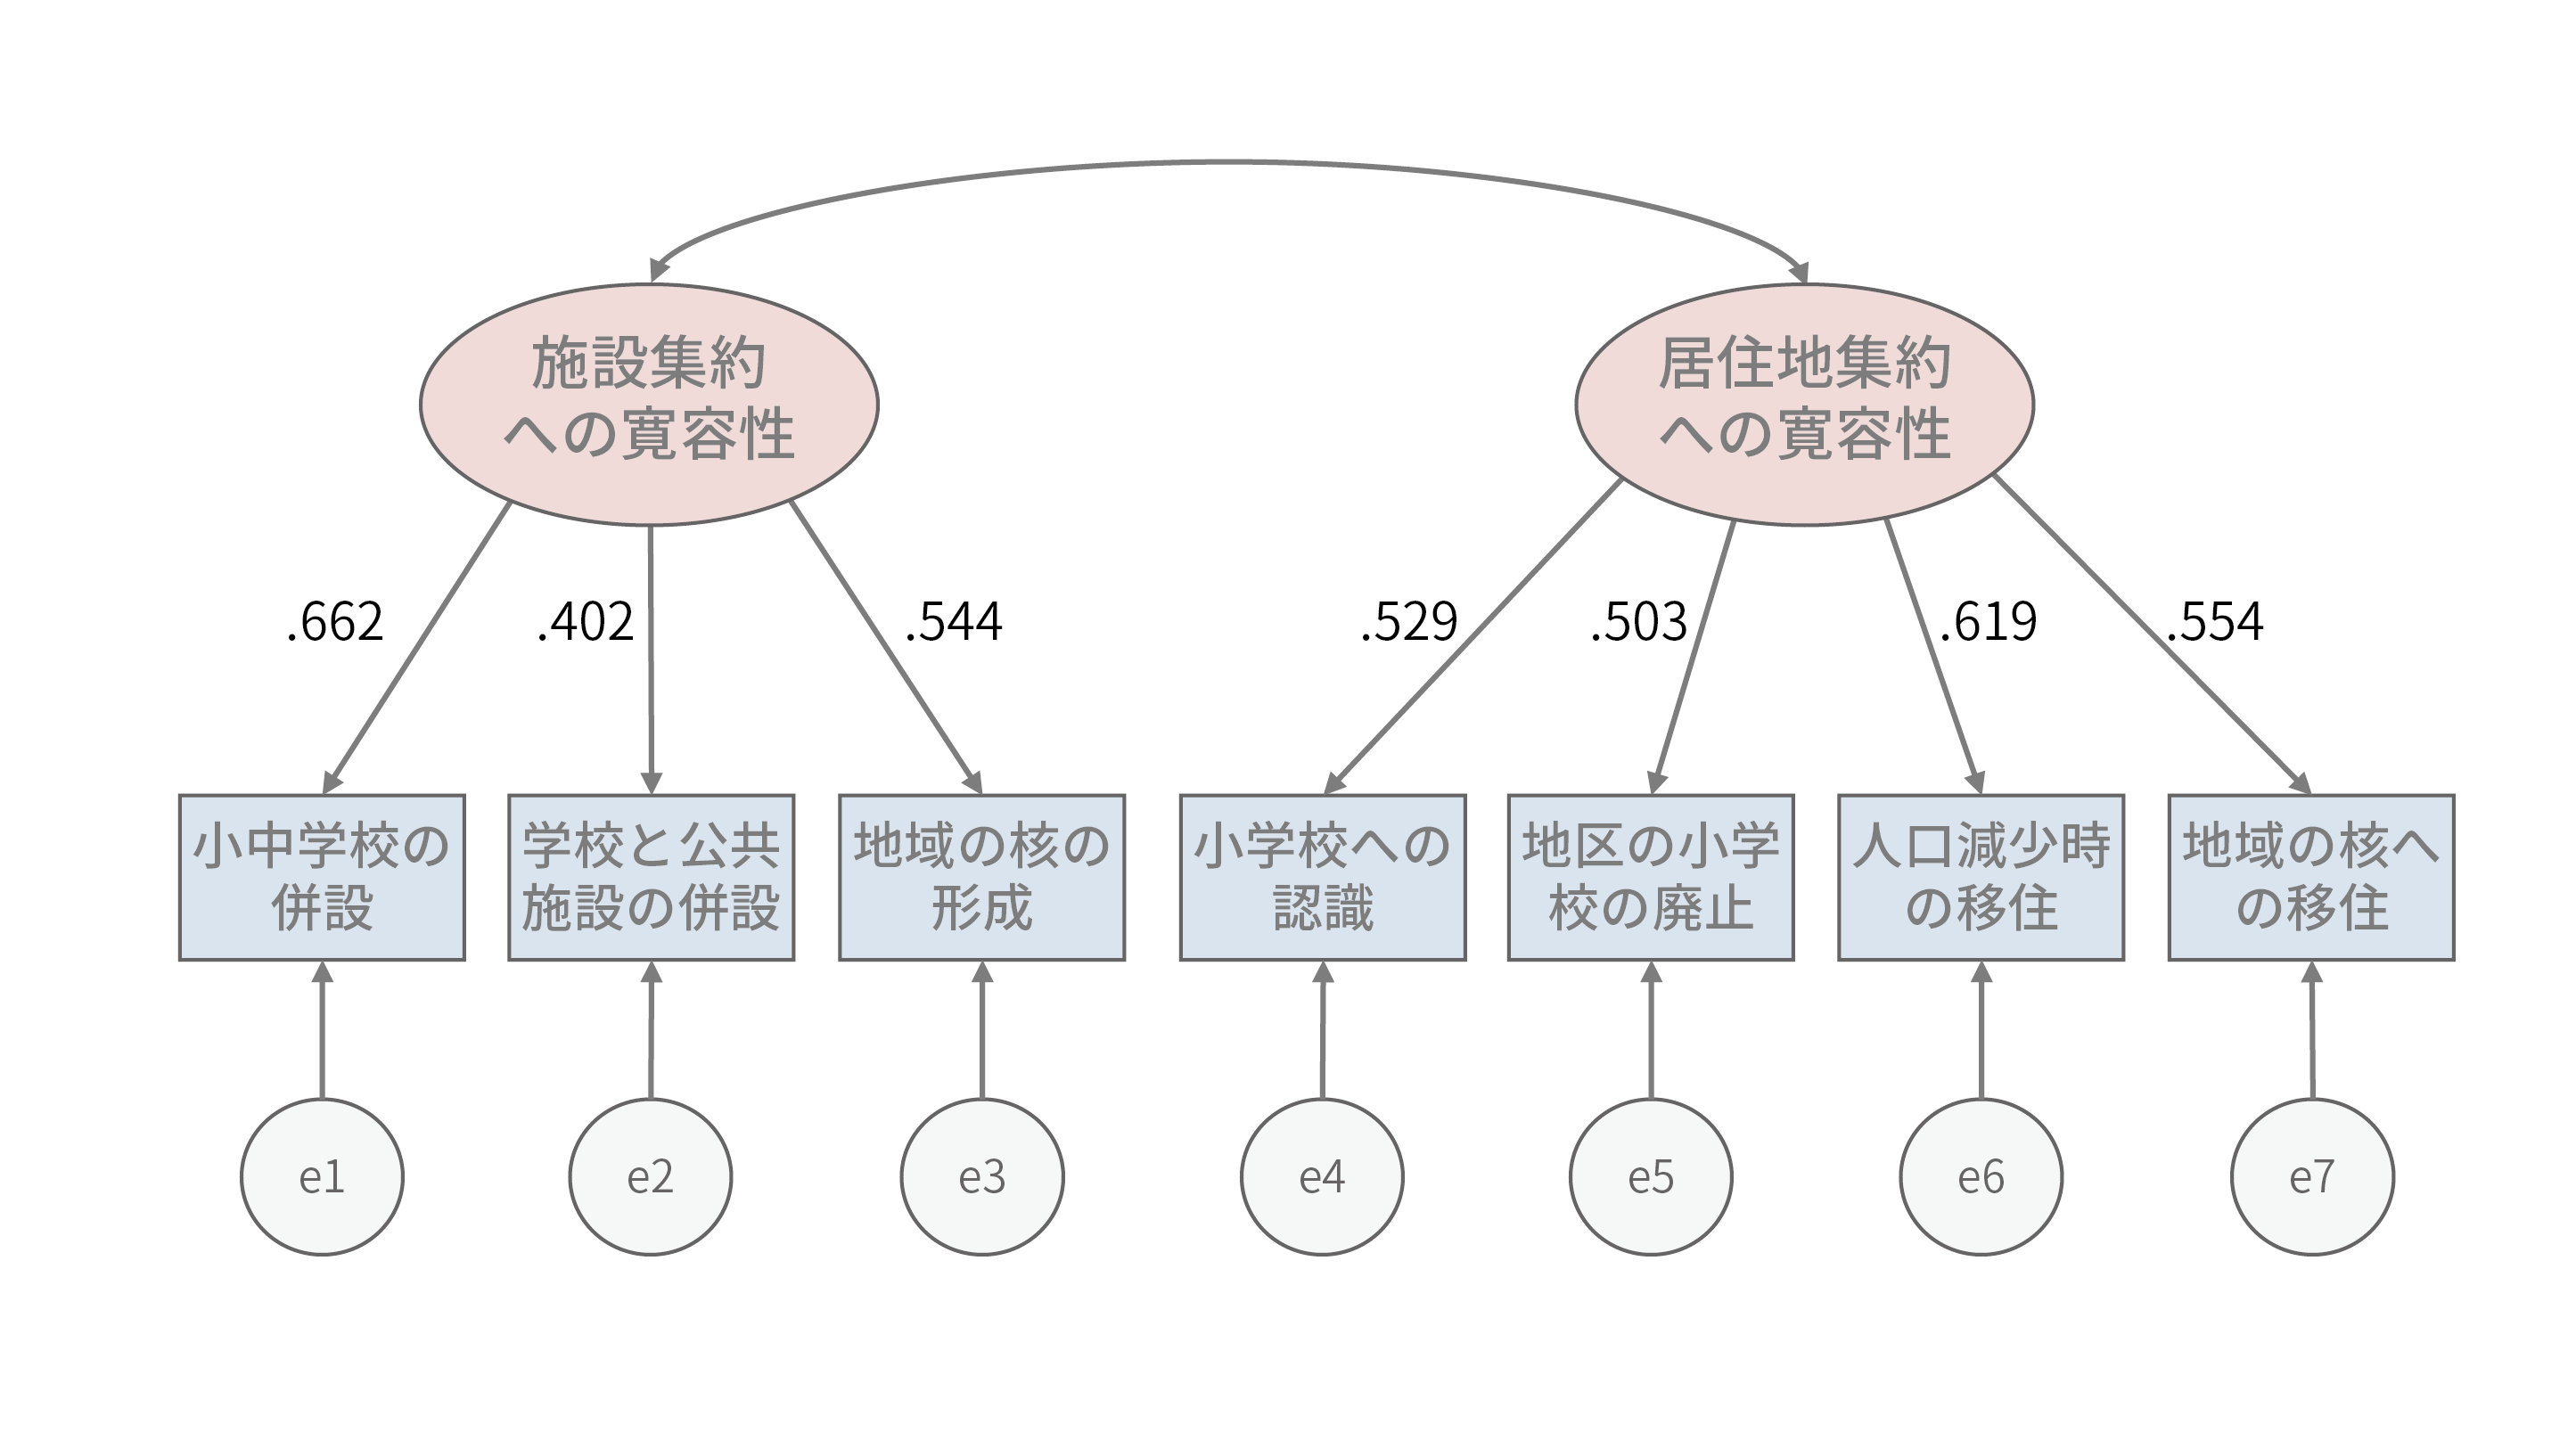 施設集約
への寛容性
居住地集約
への寛容性
.662
.402
.544
.529
.503
.619
.554
小中学校の
併設
学校と公共
施設の併設
地域の核の
形成
小学校への
認識
地区の小学
校の廃止
人口減少時
の移住
地域の核へ
の移住
e1
e2
e3
e4
e5
e6
e7